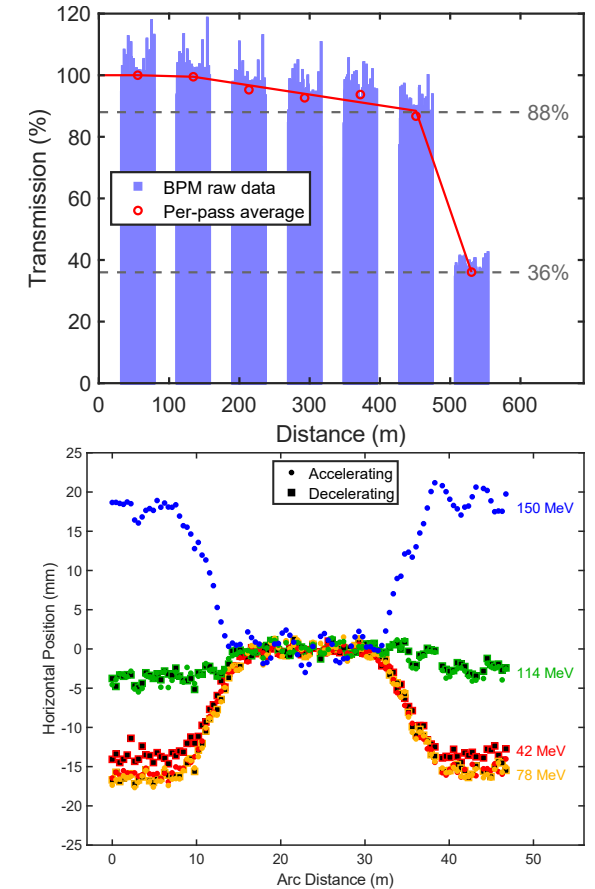 120
100
80
60
40
20
0
Transmission (%)
88%
36%
BPM raw data
Per-pass average
0 100 200 300 400 500 600
Distance (m)
25
20
15
10
5
0
-5
-10
-15
-20
-25
Horizontal Position (mm)
Accelerating
Decelerating
150 MeV
114 MeV
42 MeV
78 MeV
0 10 20 30 40 50
Arc Distance (m)